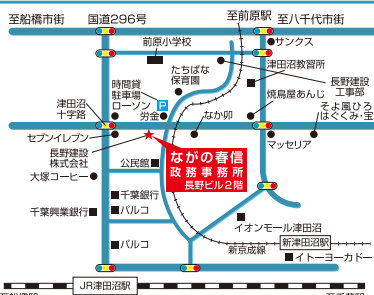 至船橋市街
国道296号
至前原駅
至八千代市街
サンクス
前原小学校
津田沼教習所
たちばな
保育園
長野建設
工事部
時間貸
駐車場
P
焼鳥屋あんじ
そよ風ひろ
はぐくみ・宝
津田沼
十字路
ローソン
労金
なか卯
セブンイレブン
マッセリア
長野建設
株式会社
ながの春信
政務事務所
長野ビル2階
公民館
大塚コーヒー
千葉銀行
千葉興業銀行
パルコ
イオンモール津田沼
パルコ
新京成線
新津田沼駅
イトーヨーカドー
JR津田沼駅